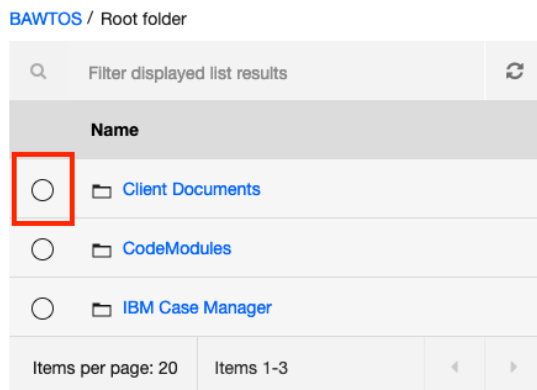 BAWTOS / Root folder
Filter displayed list results
Name
Client Documents
CodeModules
IBM Case Manager
Items per page: 20 Items 1-3